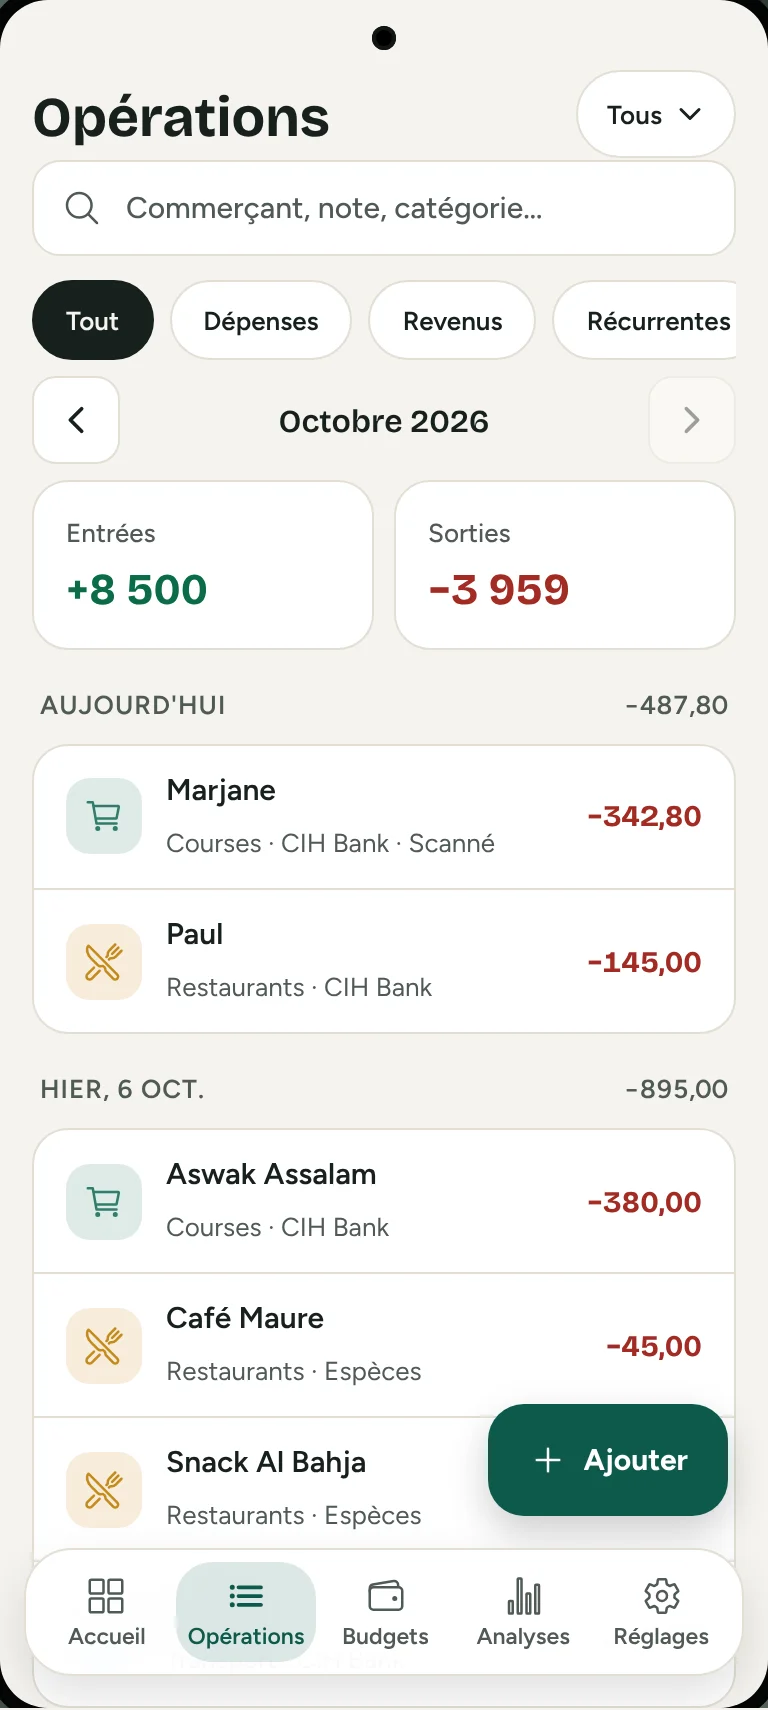 Opérations
Tous
Commerçant, note, catégorie...
Tout
Dépenses
Revenus
Récurrentes
Octobre 2026
Entrées
+8 500
Sorties
−3 959
AUJOURD'HUI
−487,80
Marjane
Courses · CIH Bank · Scanné
−342,80
Paul
Restaurants · CIH Bank
−145,00
HIER, 6 OCT.
−895,00
Aswak Assalam
Courses · CIH Bank
−380,00
Café Maure
Restaurants · Espèces
−45,00
Snack Al Bahja
Restaurants · Espèces
Ajouter
Accueil
Opérations
Budgets
Analyses
Réglages